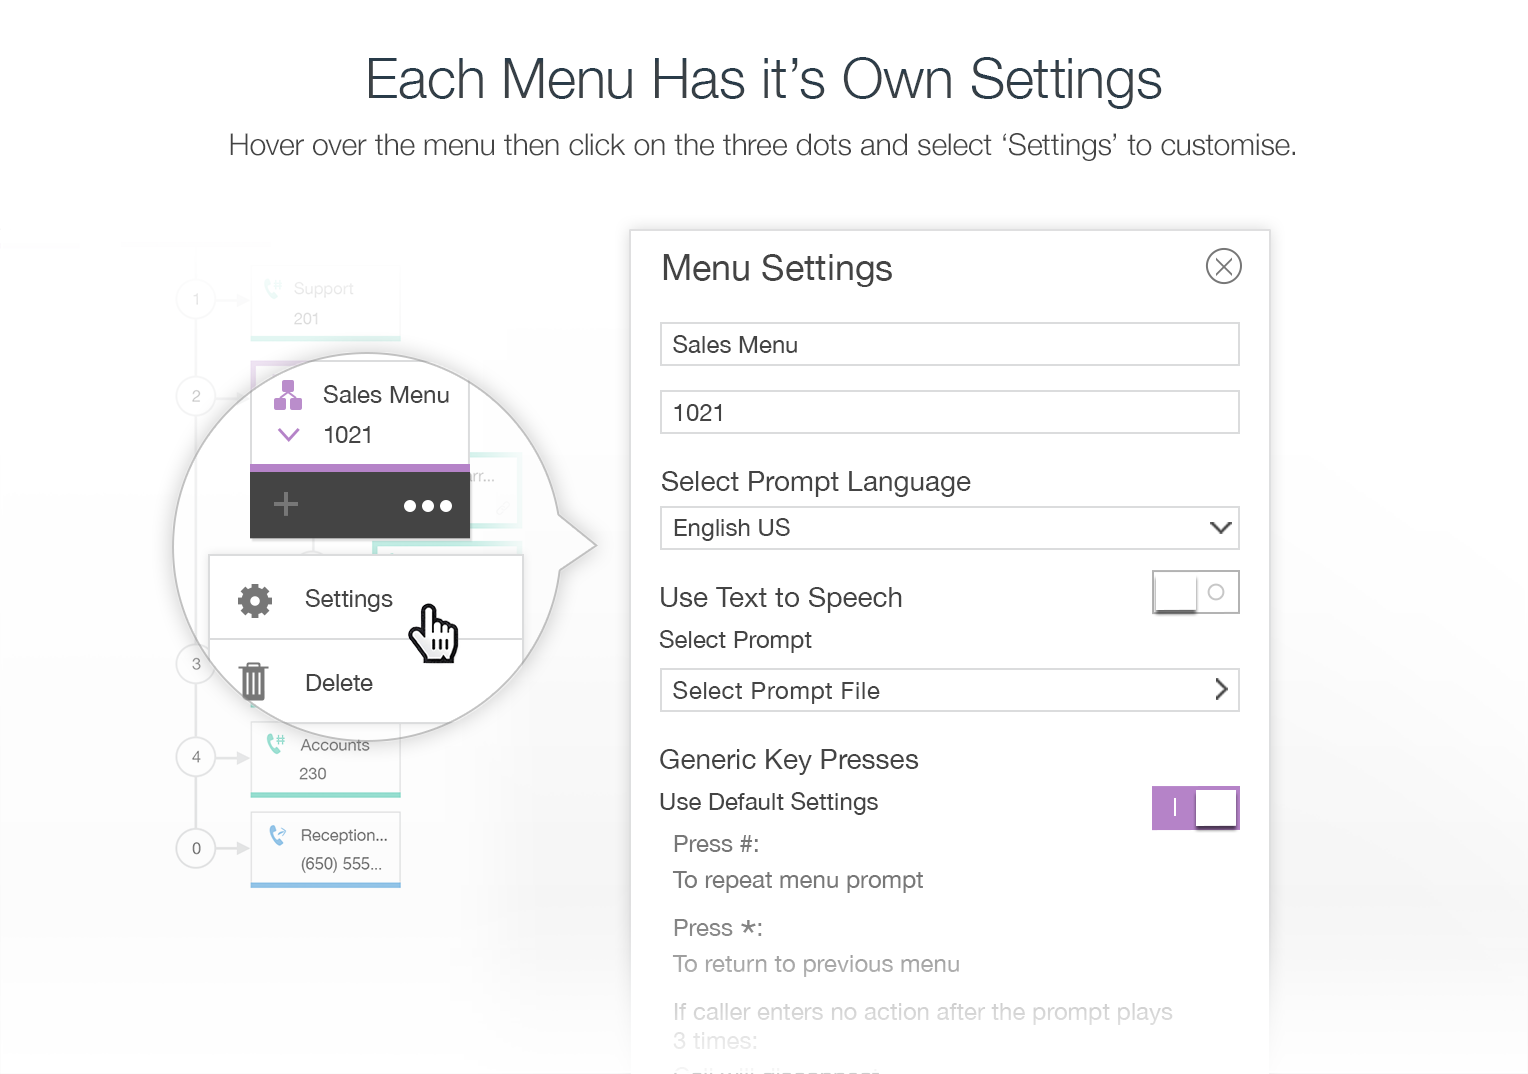 Each Menu Has it’s Own Settings
Hover over the menu then click on the three dots and select ‘Settings’ to customise.
1
Support
201
2
Sales Menu
1021
arr...
Settings
3
Delete
4
Accounts
230
0
Reception...
(650) 555...
Menu Settings
Sales Menu
1021
Select Prompt Language
English US
Use Text to Speech
Select Prompt
Select Prompt File
Generic Key Presses
Use Default Settings
Press #:
To repeat menu prompt
Press *:
To return to previous menu
If caller enters no action after the prompt plays
3 times: